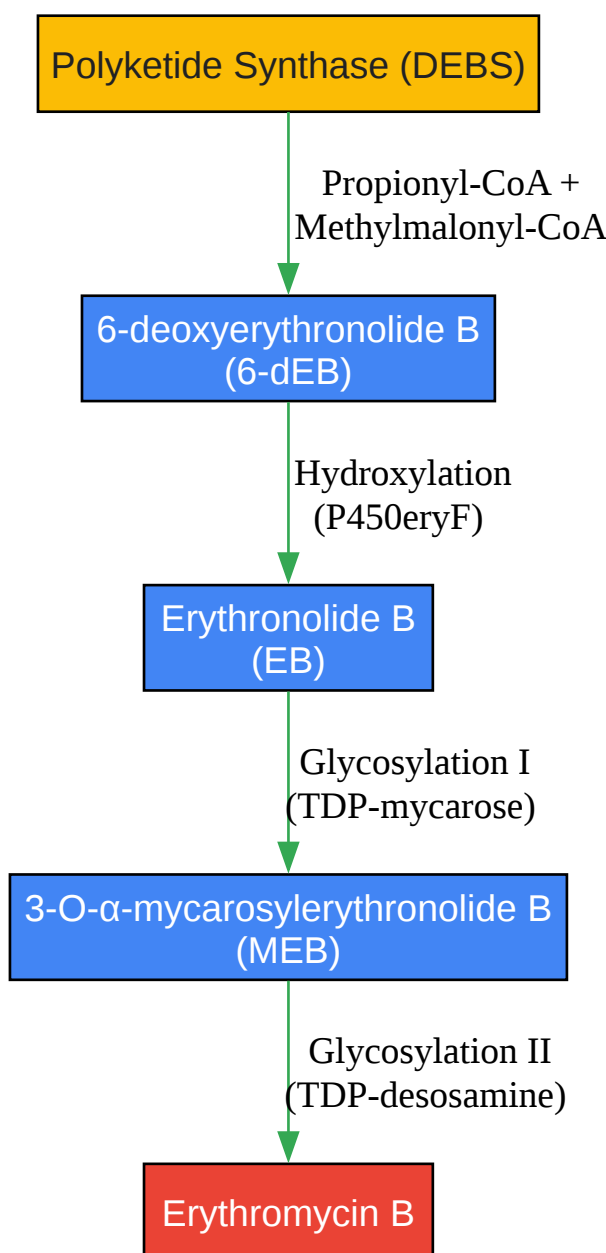 Polyketide Synthase (DEBS)
Propionyl-CoA +
Methylmalonyl-CoA
6-deoxyerythronolide B
(6-dEB)
Hydroxylation
(P450eryF)
Erythronolide B
(EB)
Glycosylation I
(TDP-mycarose)
3-O-α-mycarosylerythronolide B
(MEB)
Glycosylation II
(TDP-desosamine)
Erythromycin B